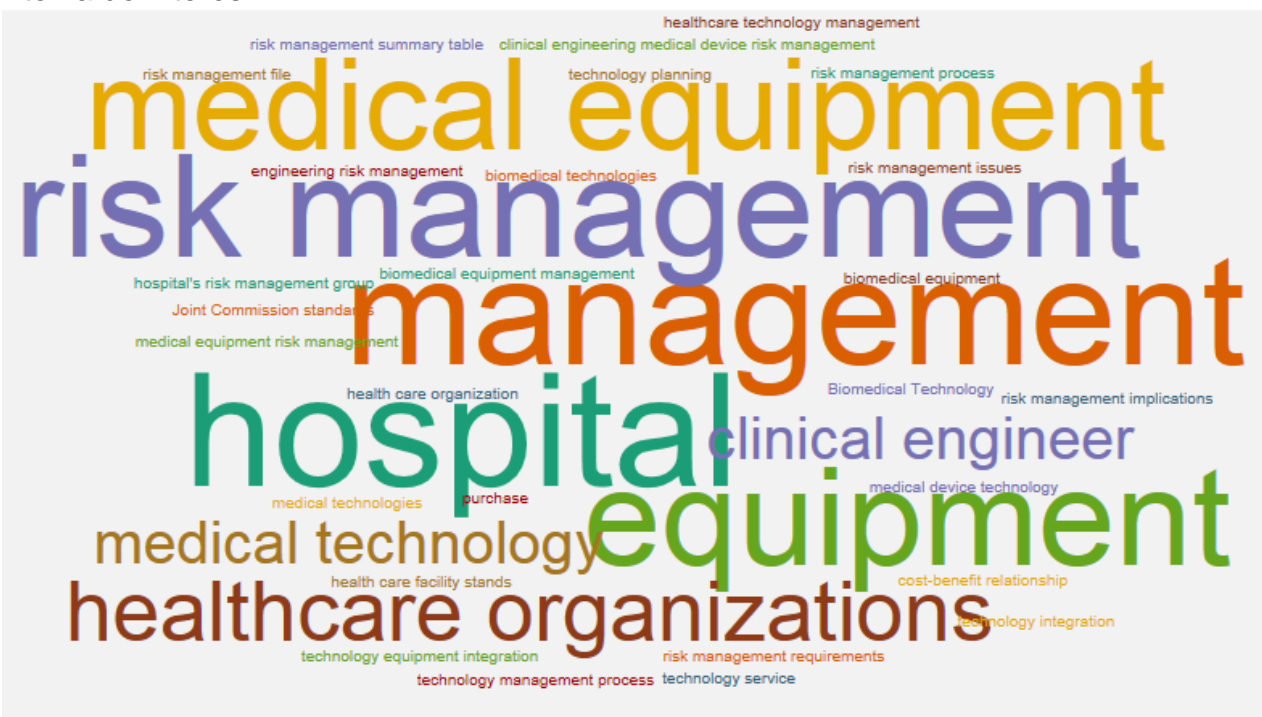 healthcare technology management
risk management summary table
clinical engineering medical device risk management
risk management file
technology planning
risk management process
medical equipment
engineering risk management
biomedical technologies
risk management issues
risk management
hospital's risk management group
biomedical equipment management
biomedical equipment
Joint Commission standards
management
medical equipment risk management
health care organization
Biomedical Technology
risk management implications
hospital
clinical engineer
medical technologies
purchase
medical device technology
equipment
medical technology
health care facility stands
cost-benefit relationship
healthcare organizations
technology integration
technology equipment integration
risk management requirements
technology management process
technology service